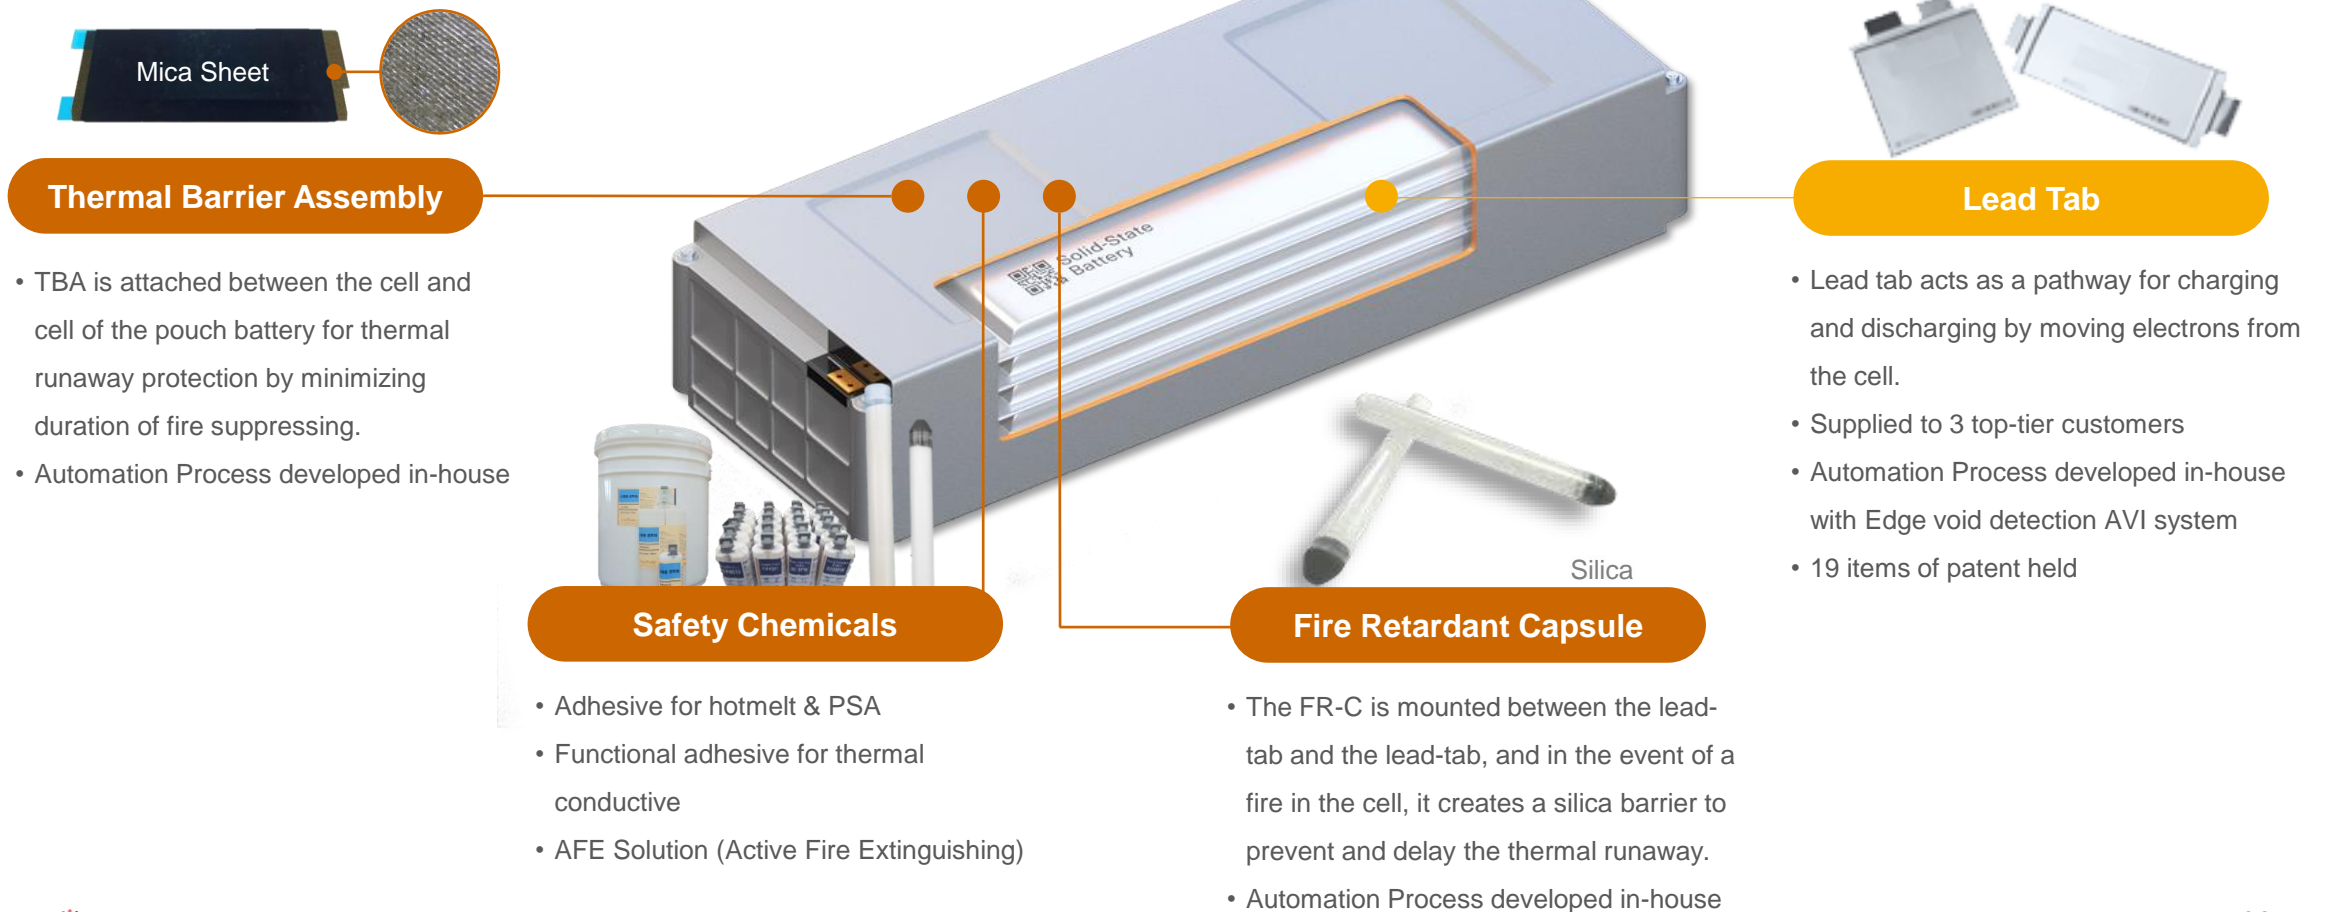 Mica Sheet
Thermal Barrier Assembly
• TBA is attached between the cell and
cell of the pouch battery for thermal
runaway protection by minimizing
duration of fire suppressing.
• Automation Process developed in-house
Solid-State
Battery
Lead Tab
• Lead tab acts as a pathway for charging
and discharging by moving electrons from
the cell.
• Supplied to 3 top-tier customers
• Automation Process developed in-house
with Edge void detection AVI system
• 19 items of patent held
Safety Chemicals
• Adhesive for hotmelt & PSA
• Functional adhesive for thermal
conductive
• AFE Solution (Active Fire Extinguishing)
Silica
Fire Retardant Capsule
• The FR-C is mounted between the lead-
tab and the lead-tab, and in the event of a
fire in the cell, it creates a silica barrier to
prevent and delay the thermal runaway.
• Automation Process developed in-house